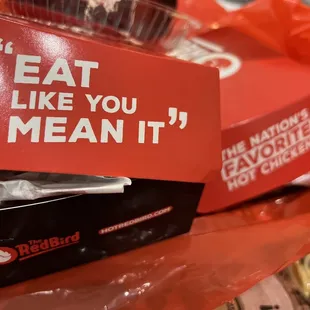 "EAT
LIKE YOU
MEAN IT"
THE NATION'S
FAVORITE
HOT CHICKEN
The
RedBird
HOTREDBIRD.COM